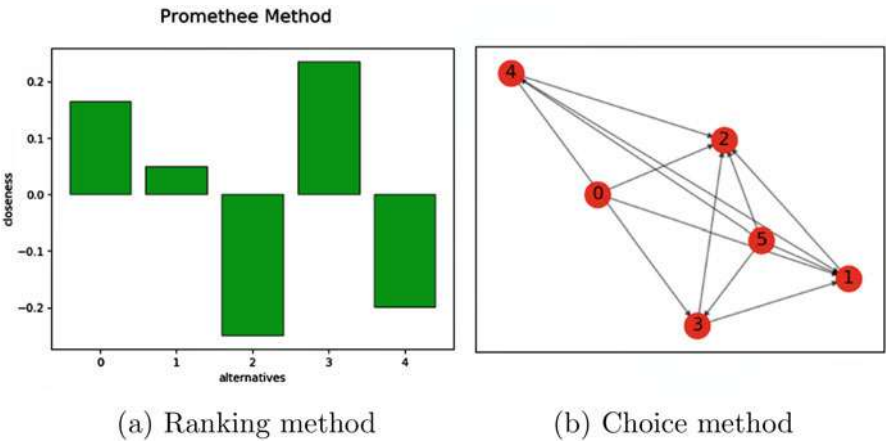 Promethee Method
0.2
0.1
0.0
−0.1
−0.2
closeness
0 1 2 3 4
alternatives
4
2
0
5
1
3
(a) Ranking method
(b) Choice method